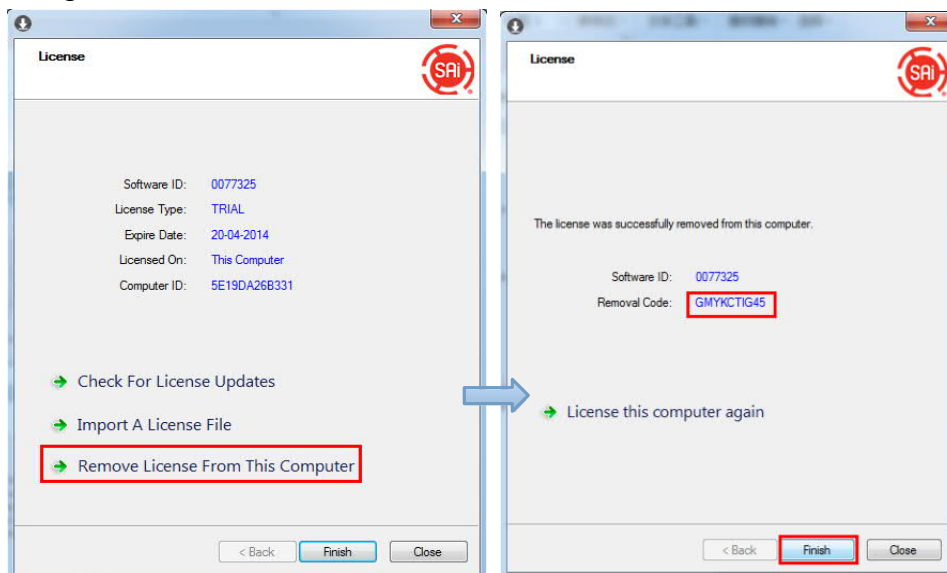 License
SAi
Software ID: 0077325
License Type: TRIAL
Expire Date: 20-04-2014
Licensed On: This Computer
Computer ID: 5E19DA26B331
Check For License Updates
Import A License File
Remove License From This Computer
< Back Finish Close
License
SAi
The license was successfully removed from this computer.
Software ID: 0077325
Removal Code: GMYKCTIG45
License this computer again
< Back Finish Close